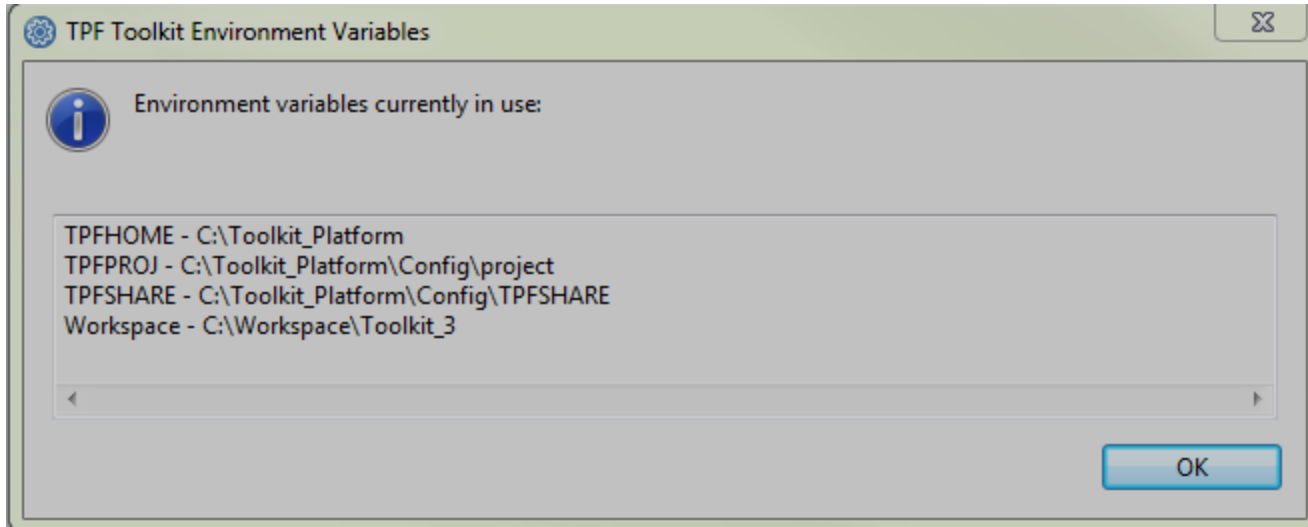 TPF Toolkit Environment Variables
Environment variables currently in use:
TPFHOME - C:\Toolkit_Platform
TPFPROJ - C:\Toolkit_Platform\Config\project
TPFSHARE - C:\Toolkit_Platform\Config\TPFSHARE
Workspace - C:\Workspace\Toolkit_3
OK